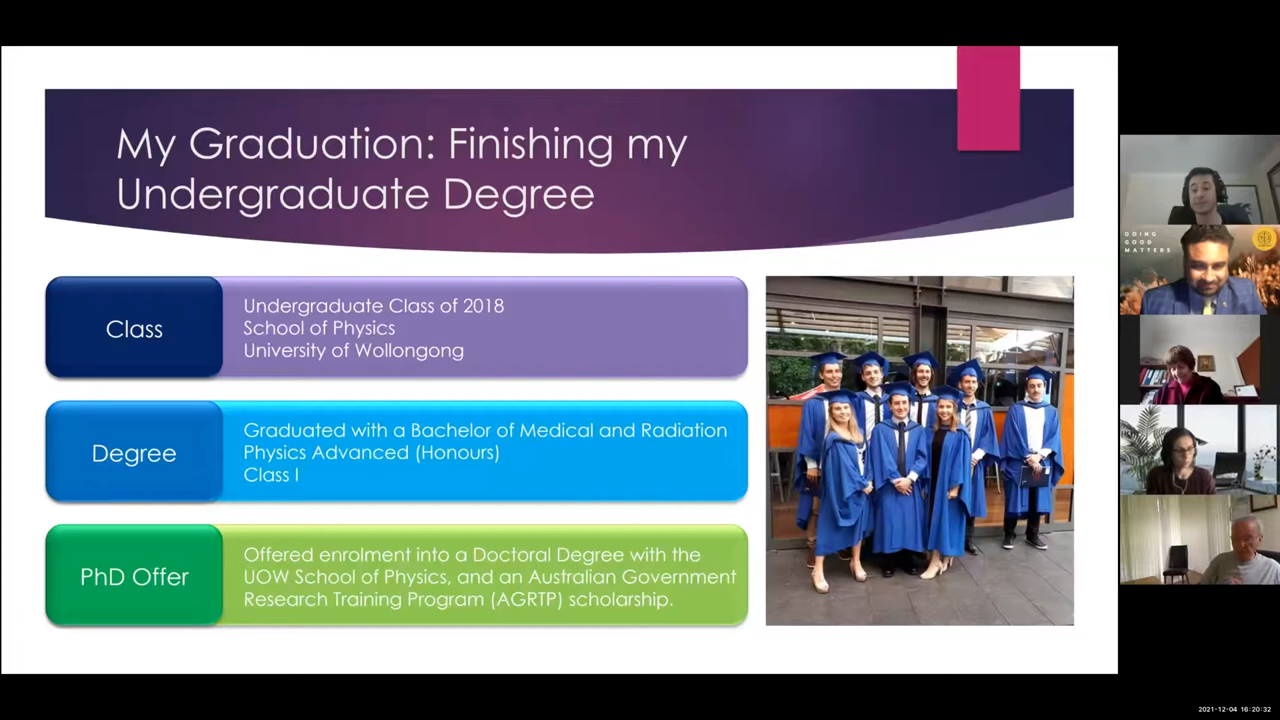 My Graduation: Finishing my
Undergraduate Degree
Class
Undergraduate Class of 2018
School of Physics
University of Wollongong
Degree
Graduated with a Bachelor of Medical and Radiation
Physics Advanced (Honours)
Class I
PhD Offer
Offered enrolment into a Doctoral Degree with the
UOW School of Physics, and an Australian Government
Research Training Program (AGRTP) scholarship.
DOING
GOOD
MATTERS
2021-12-04 16:20:32